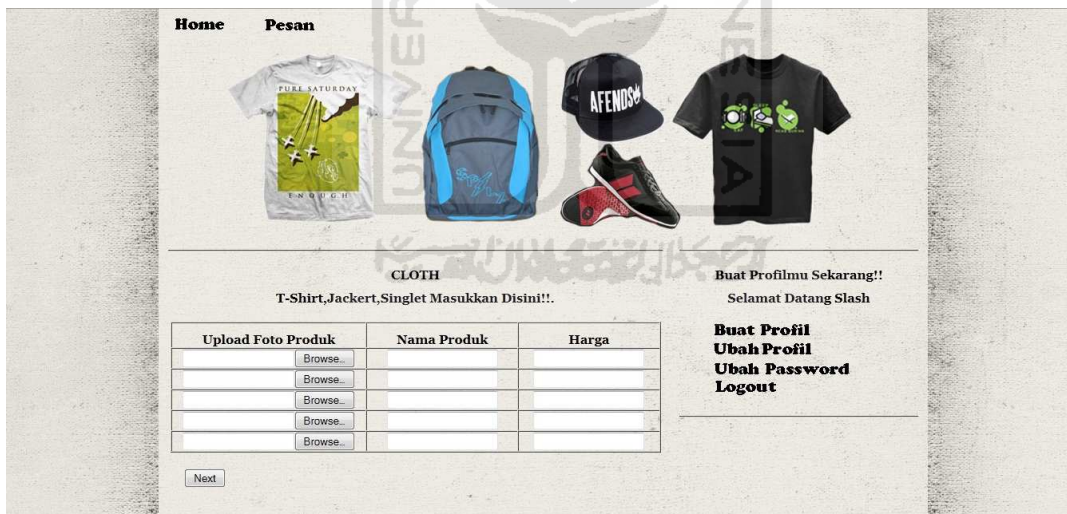 Home Pesan
PURE SATURDAY
ENOUGH
AFENDS
CLOTH
T-Shirt,Jackert,Singlet Masukkan Disini!!.
Upload Foto Produk Nama Produk Harga
Browse...
Browse...
Browse...
Browse...
Browse...
Next
Buat Profilmu Sekarang!!
Selamat Datang Slash
Buat Profil
Ubah Profil
Ubah Password
Logout